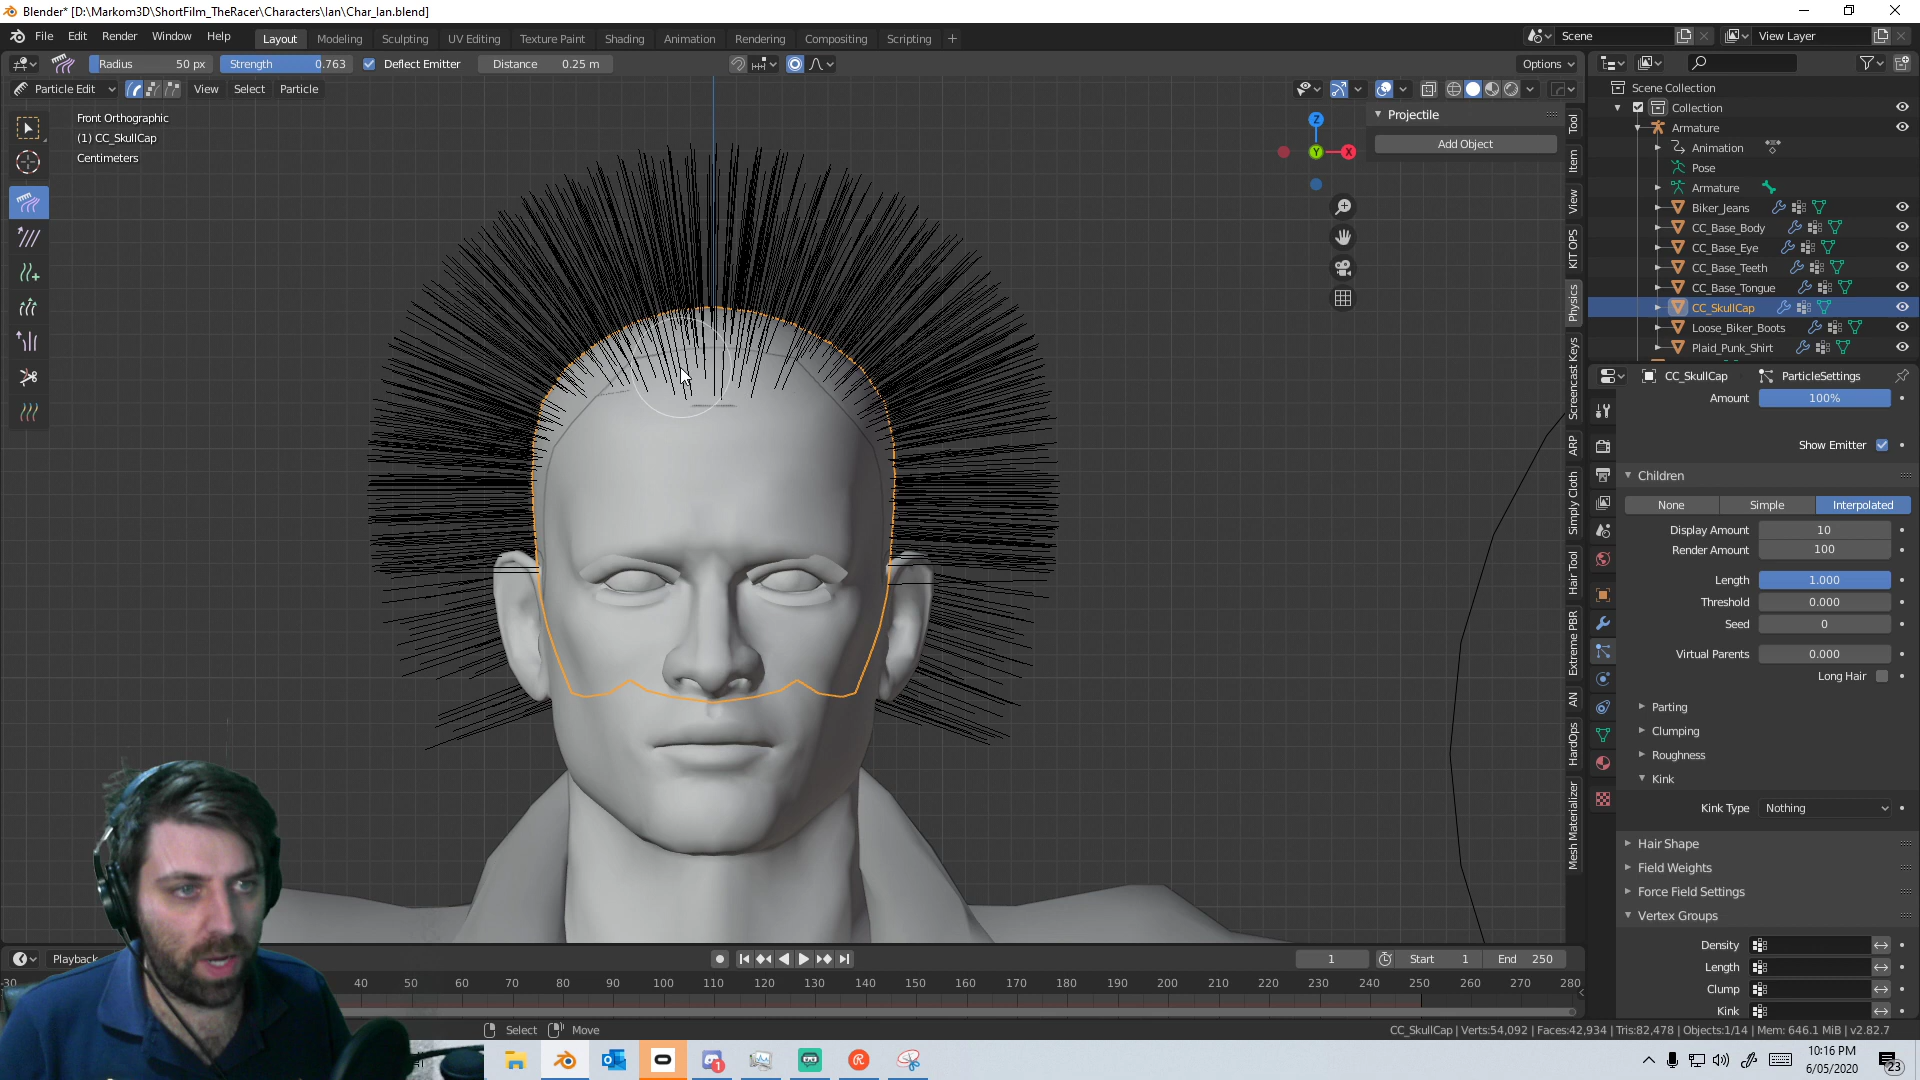 Blender* [D:\Markom3D\ShortFilm_TheRacer\Characters\Ian\Char_Ian.blend]
File Edit Render Window Help Layout Modeling Sculpting UV Editing Texture Paint Shading Animation Rendering Compositing Scripting + Scene View Layer
Radius 50 px Strength 0.763 Deflect Emitter Distance 0.25 m Options
Particle Edit View Select Particle
Front Orthographic
(1) CC_SkullCap
Centimeters
Z
Y
X
Projectile
Add Object
Tool
Item
View
KIT OPS
Physics
Screencast Keys
ARP
Simply Cloth
Hair Tool
Extreme PBR
AN
HardOps
Mesh Materializer
Scene Collection
Collection
Armature
Animation
Pose
Armature
Biker_Jeans
CC_Base_Body
CC_Base_Eye
CC_Base_Teeth
CC_Base_Tongue
CC_SkullCap
Loose_Biker_Boots
Plaid_Punk_Shirt
CC_SkullCap ParticleSettings
Amount 100%
Show Emitter
Children
None Simple Interpolated
Display Amount 10
Render Amount 100
Length 1.000
Threshold 0.000
Seed 0
Virtual Parents 0.000
Long Hair
Parting
Clumping
Roughness
Kink
Kink Type Nothing
Hair Shape
Field Weights
Force Field Settings
Vertex Groups
Density
Length
Clump
Kink
Playback 1 Start 1 End 250
-30 40 50 60 70 80 90 100 110 120 130 140 150 160 170 180 190 200 210 220 230 240 250 260 270 280
Select Move
CC_SkullCap | Verts:54,092 | Faces:42,934 | Tris:82,478 | Objects:1/14 | Mem: 646.1 MiB | v2.82.7
1
10:16 PM
6/05/2020
23